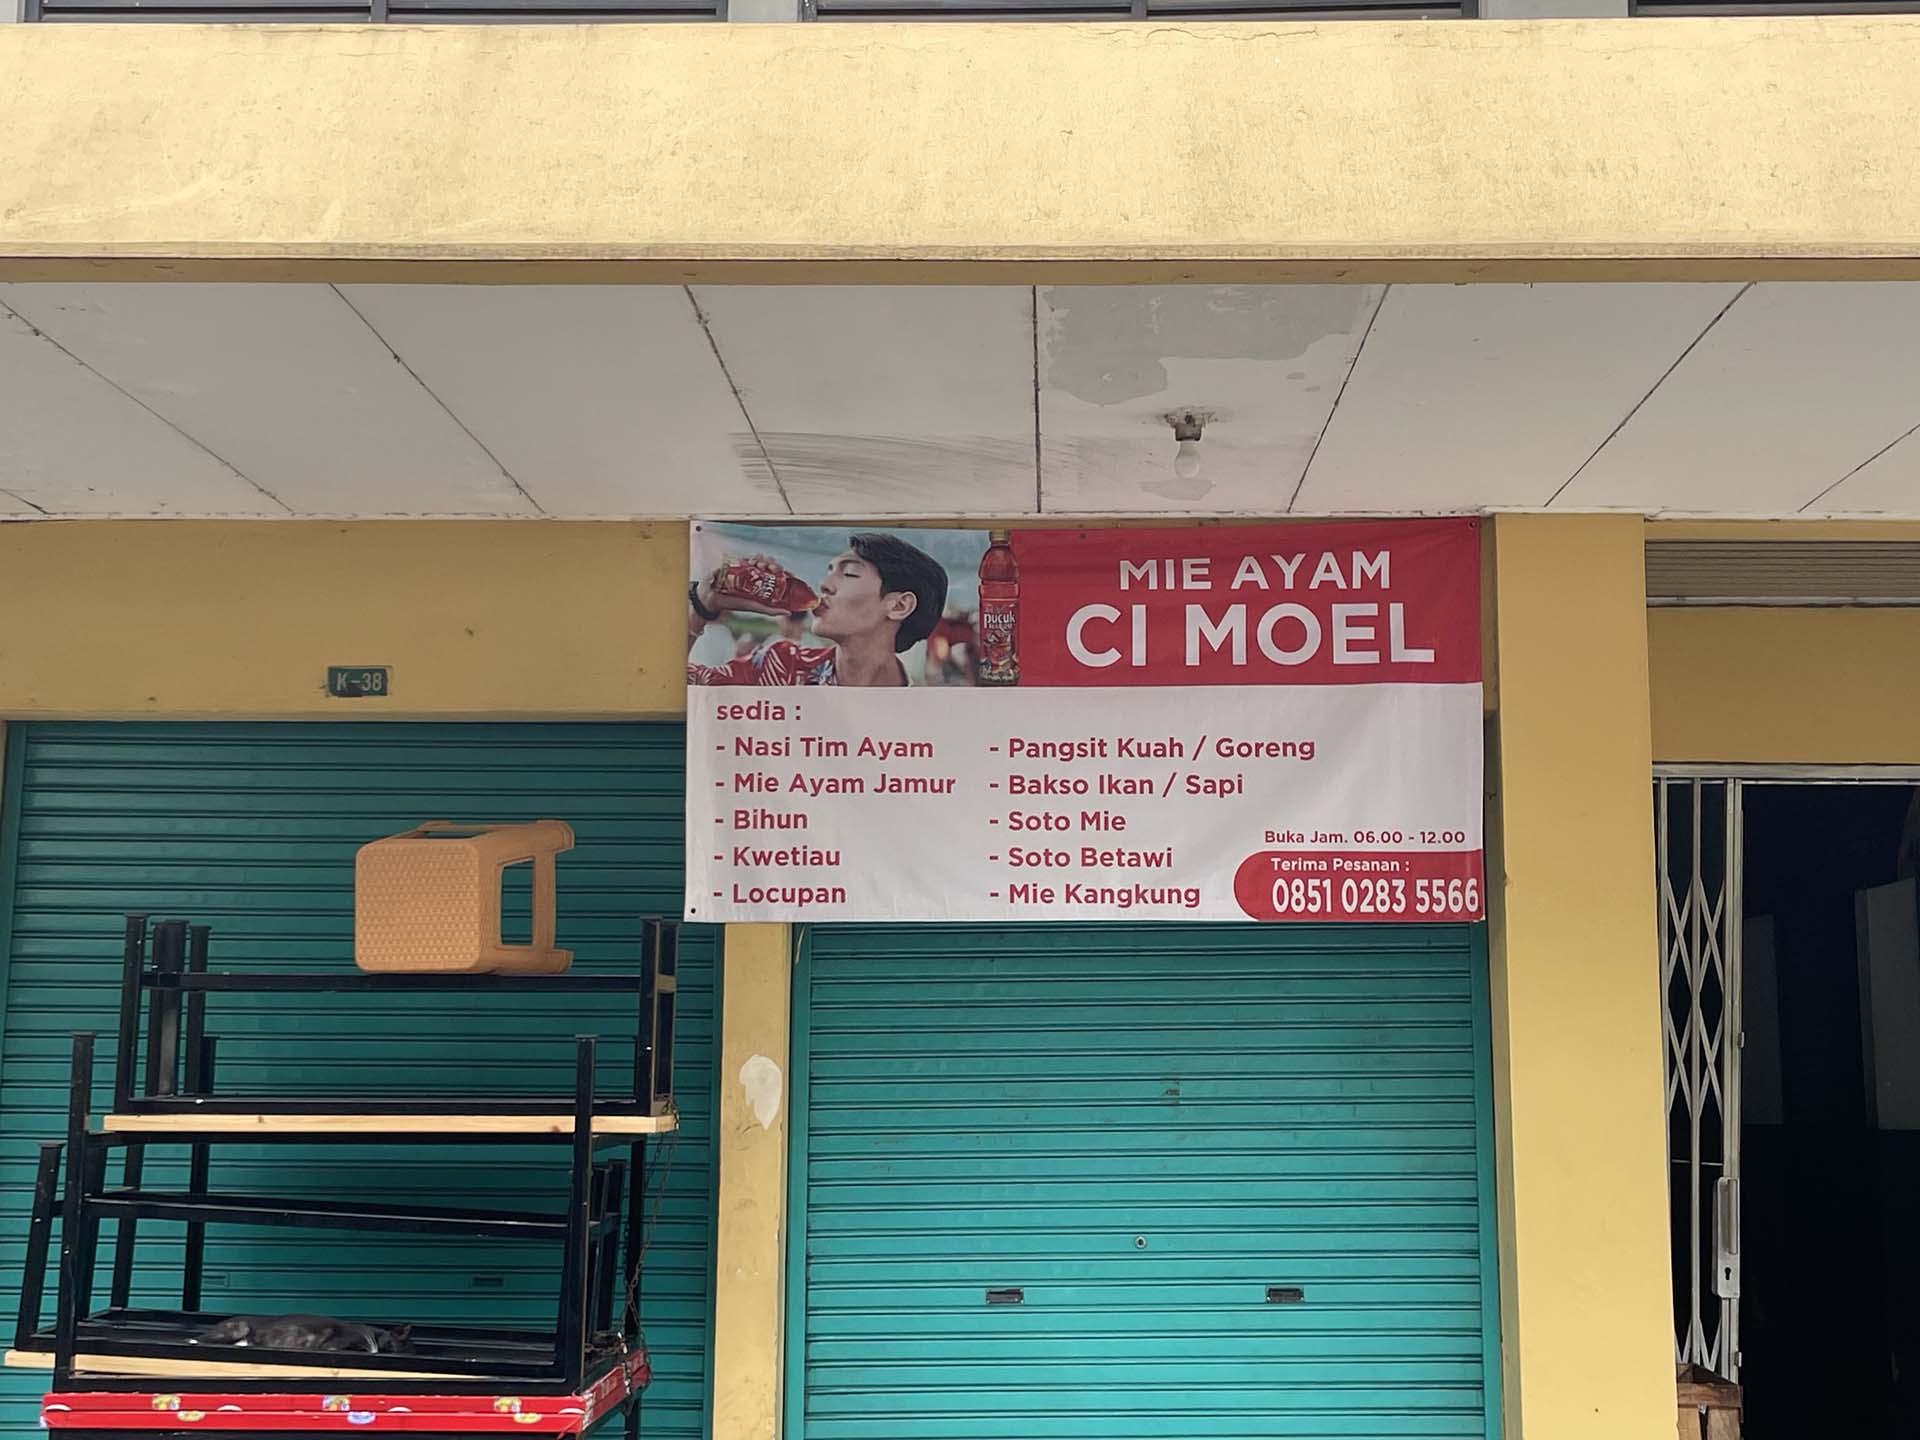 MIE AYAM
CI MOEL
pucuk
K-38
sedia :
- Nasi Tim Ayam
- Mie Ayam Jamur
- Bihun
- Kwetiau
- Locupan
- Pangsit Kuah / Goreng
- Bakso Ikan / Sapi
- Soto Mie
- Soto Betawi
- Mie Kangkung
Buka Jam. 06.00 - 12.00
Terima Pesanan :
0851 0283 5566